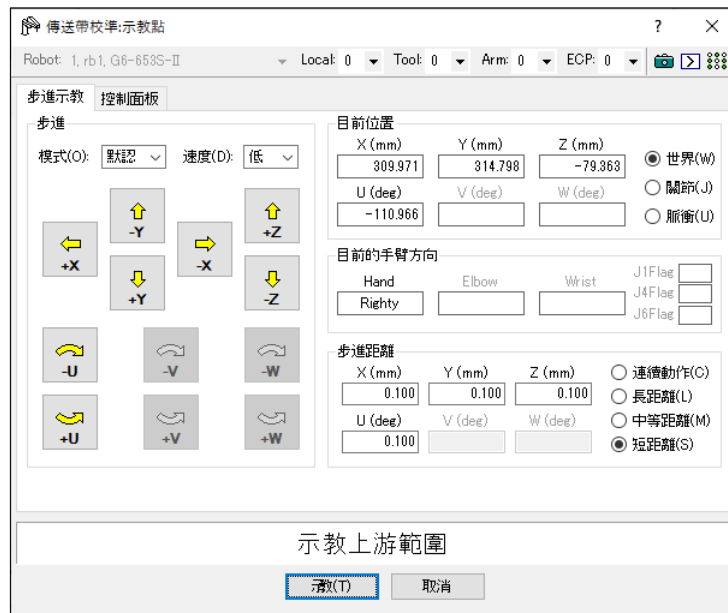 傳送帶校準:示教點 ? ×
Robot: 1, rb1, G6-653S-II Local: 0 Tool: 0 Arm: 0 ECP: 0
步進示教 控制面板
步進
模式(O): 默認 速度(D): 低
-Y +Z
+X -X
+Y -Z
-U -V -W
+U +V +W
目前位置
X (mm) Y (mm) Z (mm)
309.971 314.798 -79.363 世界(W)
U (deg) V (deg) W (deg) 關節(J)
-110.966 脈衝(U)
目前的手臂方向
Hand Elbow Wrist J1Flag
Righty J4Flag
J6Flag
步進距離
X (mm) Y (mm) Z (mm) 連續動作(C)
0.100 0.100 0.100 長距離(L)
U (deg) V (deg) W (deg) 中等距離(M)
0.100 短距離(S)
示教上游範圍
示教(T) 取消